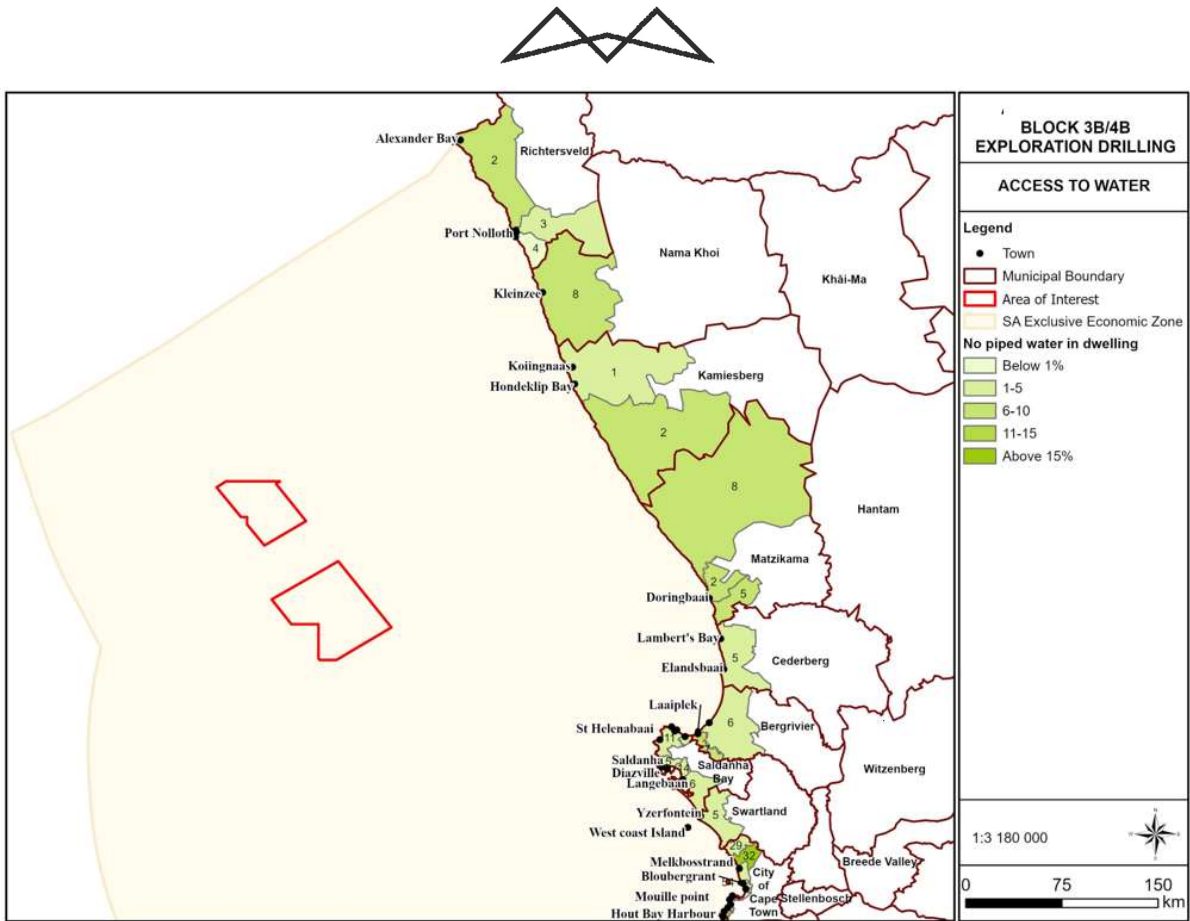 Alexander Bay
2
Richtersveld
3
Port Nolloth
4
Nama Khoi
Khâi-Ma
Kleinzee
8
Koiingnaas
1
Kamiesberg
Hondeklip Bay
2
8
Hantam
Matzikama
2
5
Doringbaai
Lambert's Bay
5
Cederberg
Elandsbaai
Laaiplek
6
Bergrivier
St Helenabaai
11
Saldanha
5
Saldanha
Bay
Witzenberg
Diazville
Langebaan
6
Swartland
Yzerfontein
5
West coast Island
29
32
Melkbosstrand
Breede Valley
Bloubergrant
City
of
Cape
Town
Stellenbosch
Mouille point
Hout Bay Harbour
BLOCK 3B/4B
EXPLORATION DRILLING
ACCESS TO WATER
Legend
Town
Municipal Boundary
Area of Interest
SA Exclusive Economic Zone
No piped water in dwelling
Below 1%
1-5
6-10
11-15
Above 15%
1:3 180 000
0 75 150
km